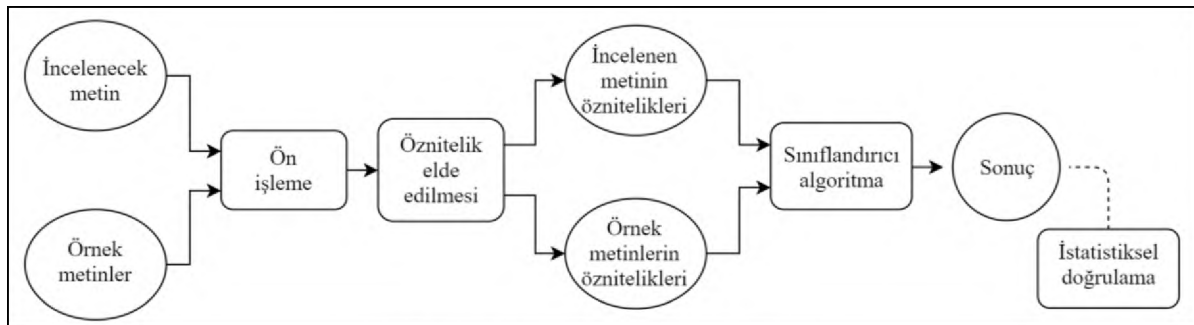 İncelenecek
metin
Örnek
metinler
Ön
işleme
Öznitelik
elde
edilmesi
İncelenen
metinin
öznitelikleri
Örnek
metinlerin
öznitelikleri
Sınıflandırıcı
algoritma
Sonuç
İstatistiksel
doğrulama